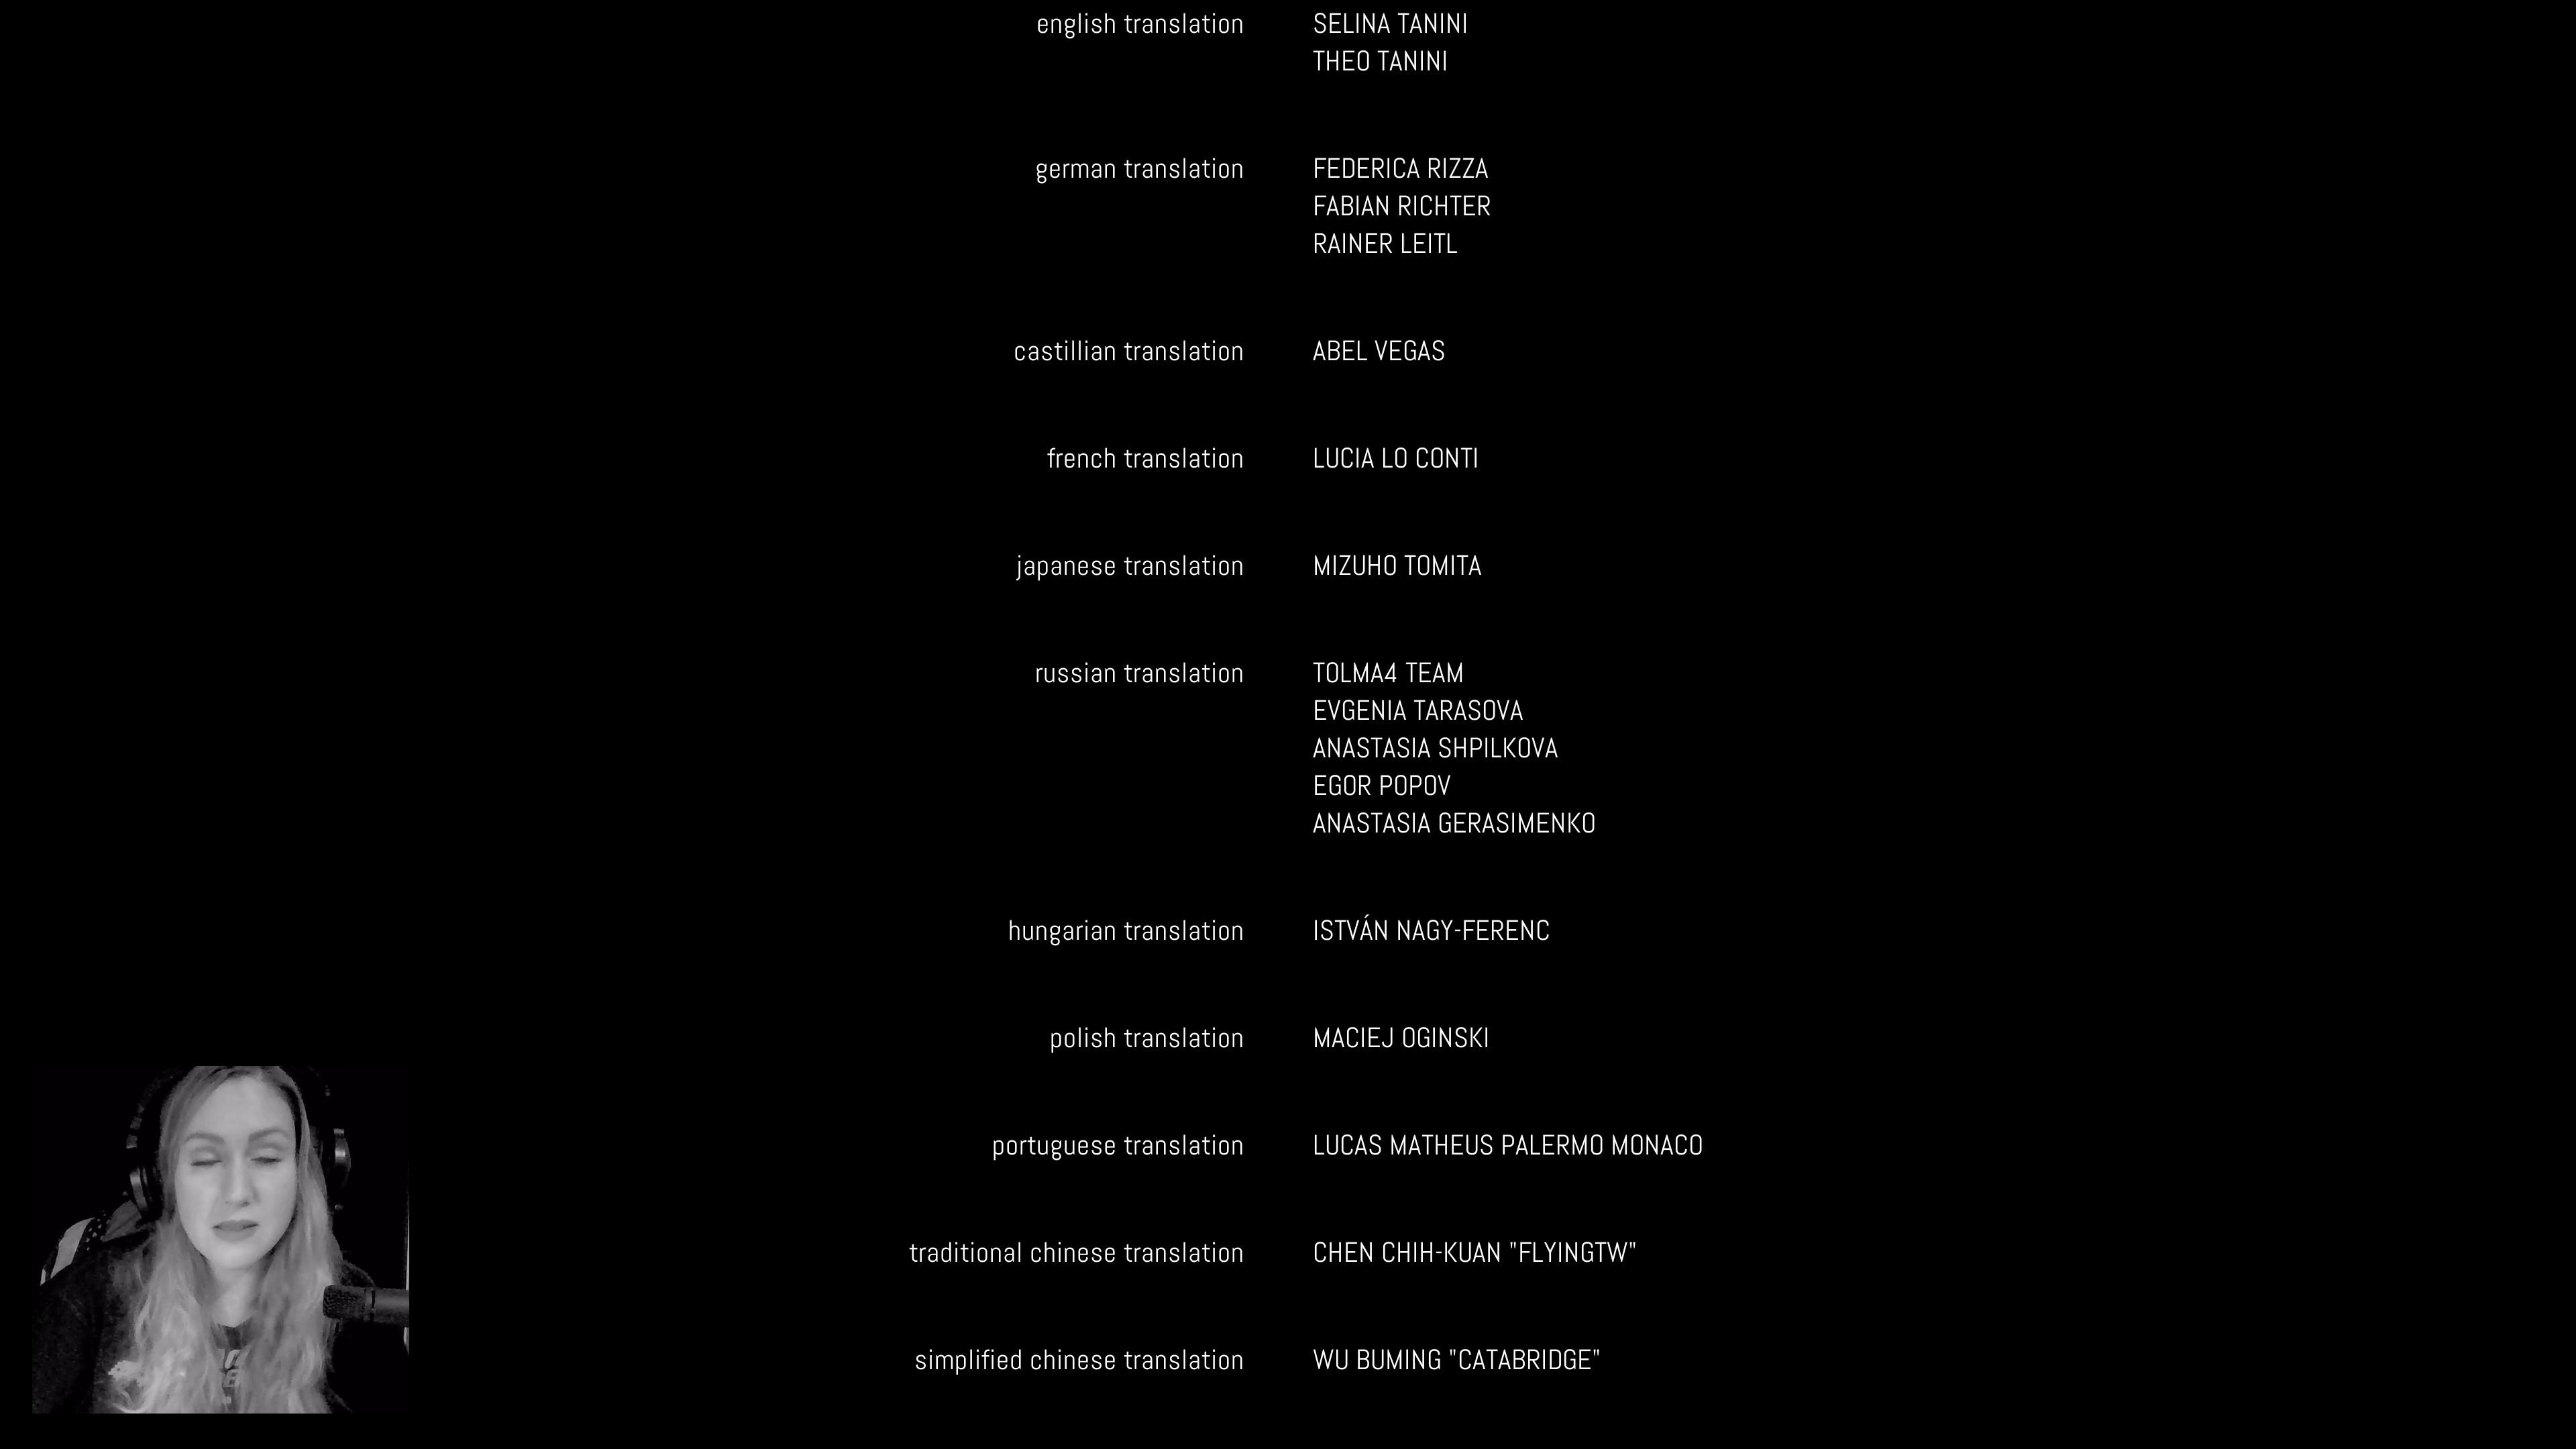 english translation SELINA TANINI
THEO TANINI
german translation FEDERICA RIZZA
FABIAN RICHTER
RAINER LEITL
castillian translation ABEL VEGAS
french translation LUCIA LO CONTI
japanese translation MIZUHO TOMITA
russian translation TOLMA4 TEAM
EVGENIA TARASOVA
ANASTASIA SHPILKOVA
EGOR POPOV
ANASTASIA GERASIMENKO
hungarian translation ISTVÁN NAGY-FERENC
polish translation MACIEJ OGINSKI
portuguese translation LUCAS MATHEUS PALERMO MONACO
traditional chinese translation CHEN CHIH-KUAN "FLYINGTW"
simplified chinese translation WU BUMING "CATABRIDGE"